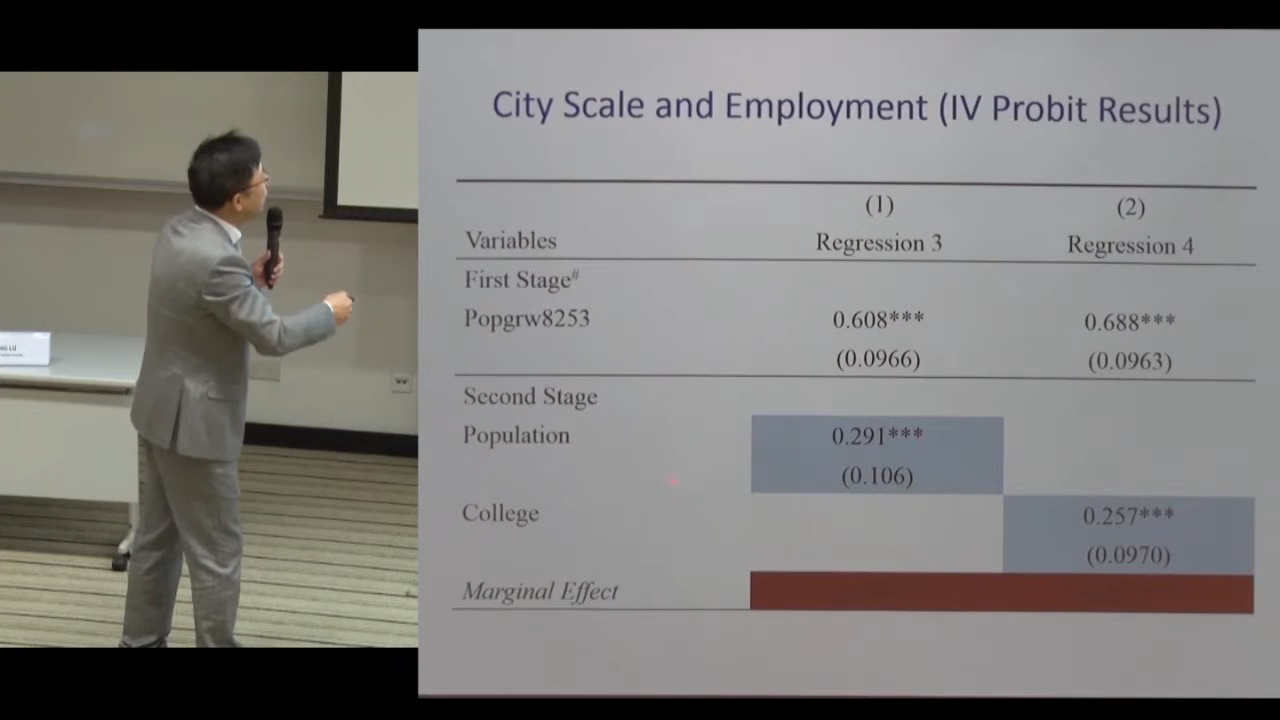 City Scale and Employment (IV Probit Results)
(1) (2)
Variables Regression 3 Regression 4
First Stage#
Popgrw8253 0.608*** 0.688***
(0.0966) (0.0963)
Second Stage
Population 0.291***
(0.106)
College 0.257***
(0.0970)
Marginal Effect
LU